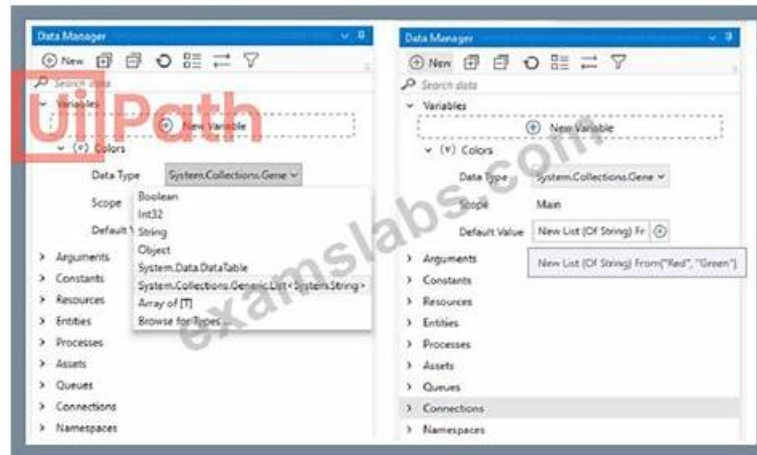 Data Manager
New
Search data
Variables
New Variable
(v) Colors
Data Type System.Collections.Gene
Scope
Default V
Boolean
Int32
String
Object
System.Data.DataTable
System.Collections.Generic.List<System.String>
Array of [T]
Browse for Types ...
Arguments
Constants
Resources
Entities
Processes
Assets
Queues
Connections
Namespaces
Data Manager
New
Search data
Variables
New Variable
(v) Colors
Data Type System.Collections.Gene
Scope Main
Default Value New List (Of String) Fr
New List (Of String) From{"Red", "Green"}
Arguments
Constants
Resources
Entities
Processes
Assets
Queues
Connections
Namespaces
UiPath
examslabs.com